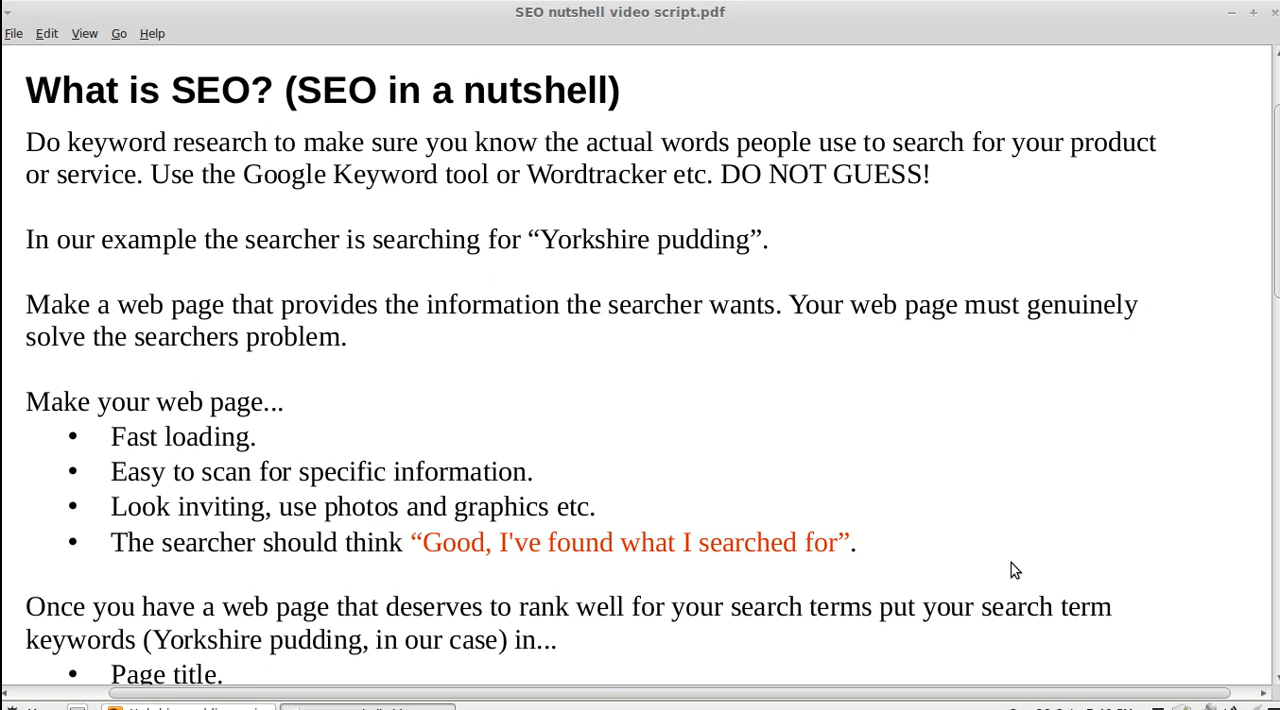 SEO nutshell video script.pdf
File Edit View Go Help
What is SEO? (SEO in a nutshell)
Do keyword research to make sure you know the actual words people use to search for your product
or service. Use the Google Keyword tool or Wordtracker etc. DO NOT GUESS!
In our example the searcher is searching for “Yorkshire pudding”.
Make a web page that provides the information the searcher wants. Your web page must genuinely
solve the searchers problem.
Make your web page...
• Fast loading.
• Easy to scan for specific information.
• Look inviting, use photos and graphics etc.
• The searcher should think “Good, I've found what I searched for”.
Once you have a web page that deserves to rank well for your search terms put your search term
keywords (Yorkshire pudding, in our case) in...
• Page title.